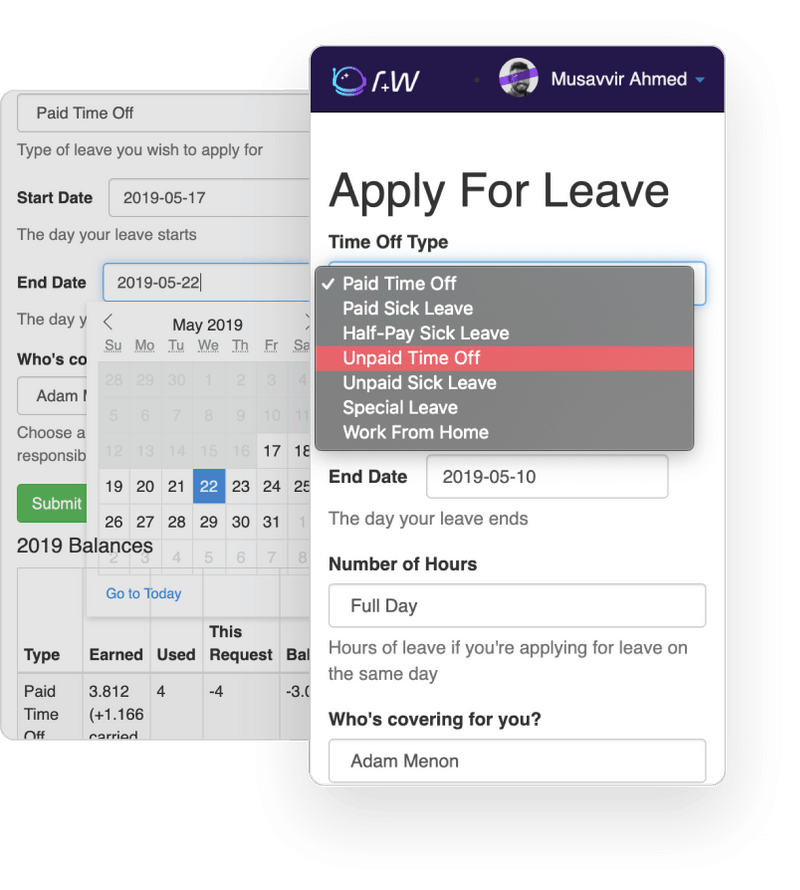 Paid Time Off
Type of leave you wish to apply for
Start Date 2019-05-17
The day your leave starts
End Date 2019-05-22
The day
May 2019
Su Mo Tu We Th Fr Sa
28 29 30 1 2 3 4
5 6 7 8 9 10 11
12 13 14 15 16 17 18
19 20 21 22 23 24 25
26 27 28 29 30 31 1
2 3 4 5 6 7 8
Go to Today
Who's co
Adam
Choose a
responsib
Submit
2019 Balances
Type Earned Used This Request Bal
Paid Time Off 3.812 (+1.166 carried 4 -4 -3.0
Musavvir Ahmed
Apply For Leave
Time Off Type
✓ Paid Time Off
Paid Sick Leave
Half-Pay Sick Leave
Unpaid Time Off
Unpaid Sick Leave
Special Leave
Work From Home
End Date 2019-05-10
The day your leave ends
Number of Hours
Full Day
Hours of leave if you're applying for leave on
the same day
Who's covering for you?
Adam Menon